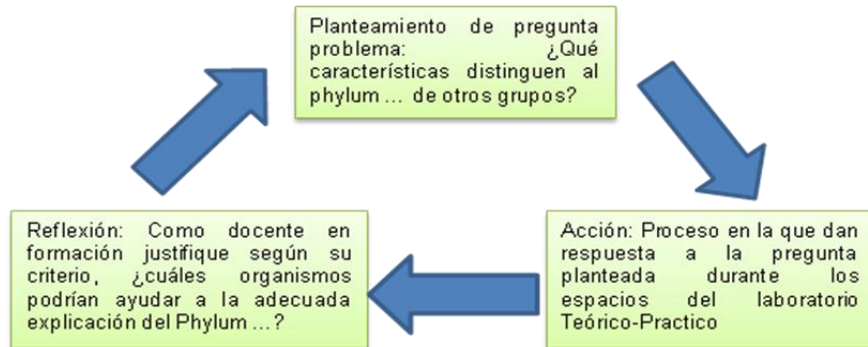 Planteamiento de pregunta
problema: ¿Qué
características distinguen al
phylum ... de otros grupos?
Acción: Proceso en la que dan
respuesta a la pregunta
planteada durante los
espacios del laboratorio
Teórico-Practico
Reflexión: Como docente en
formación justifique según su
criterio, ¿cuáles organismos
podrían ayudar a la adecuada
explicación del Phylum ...?